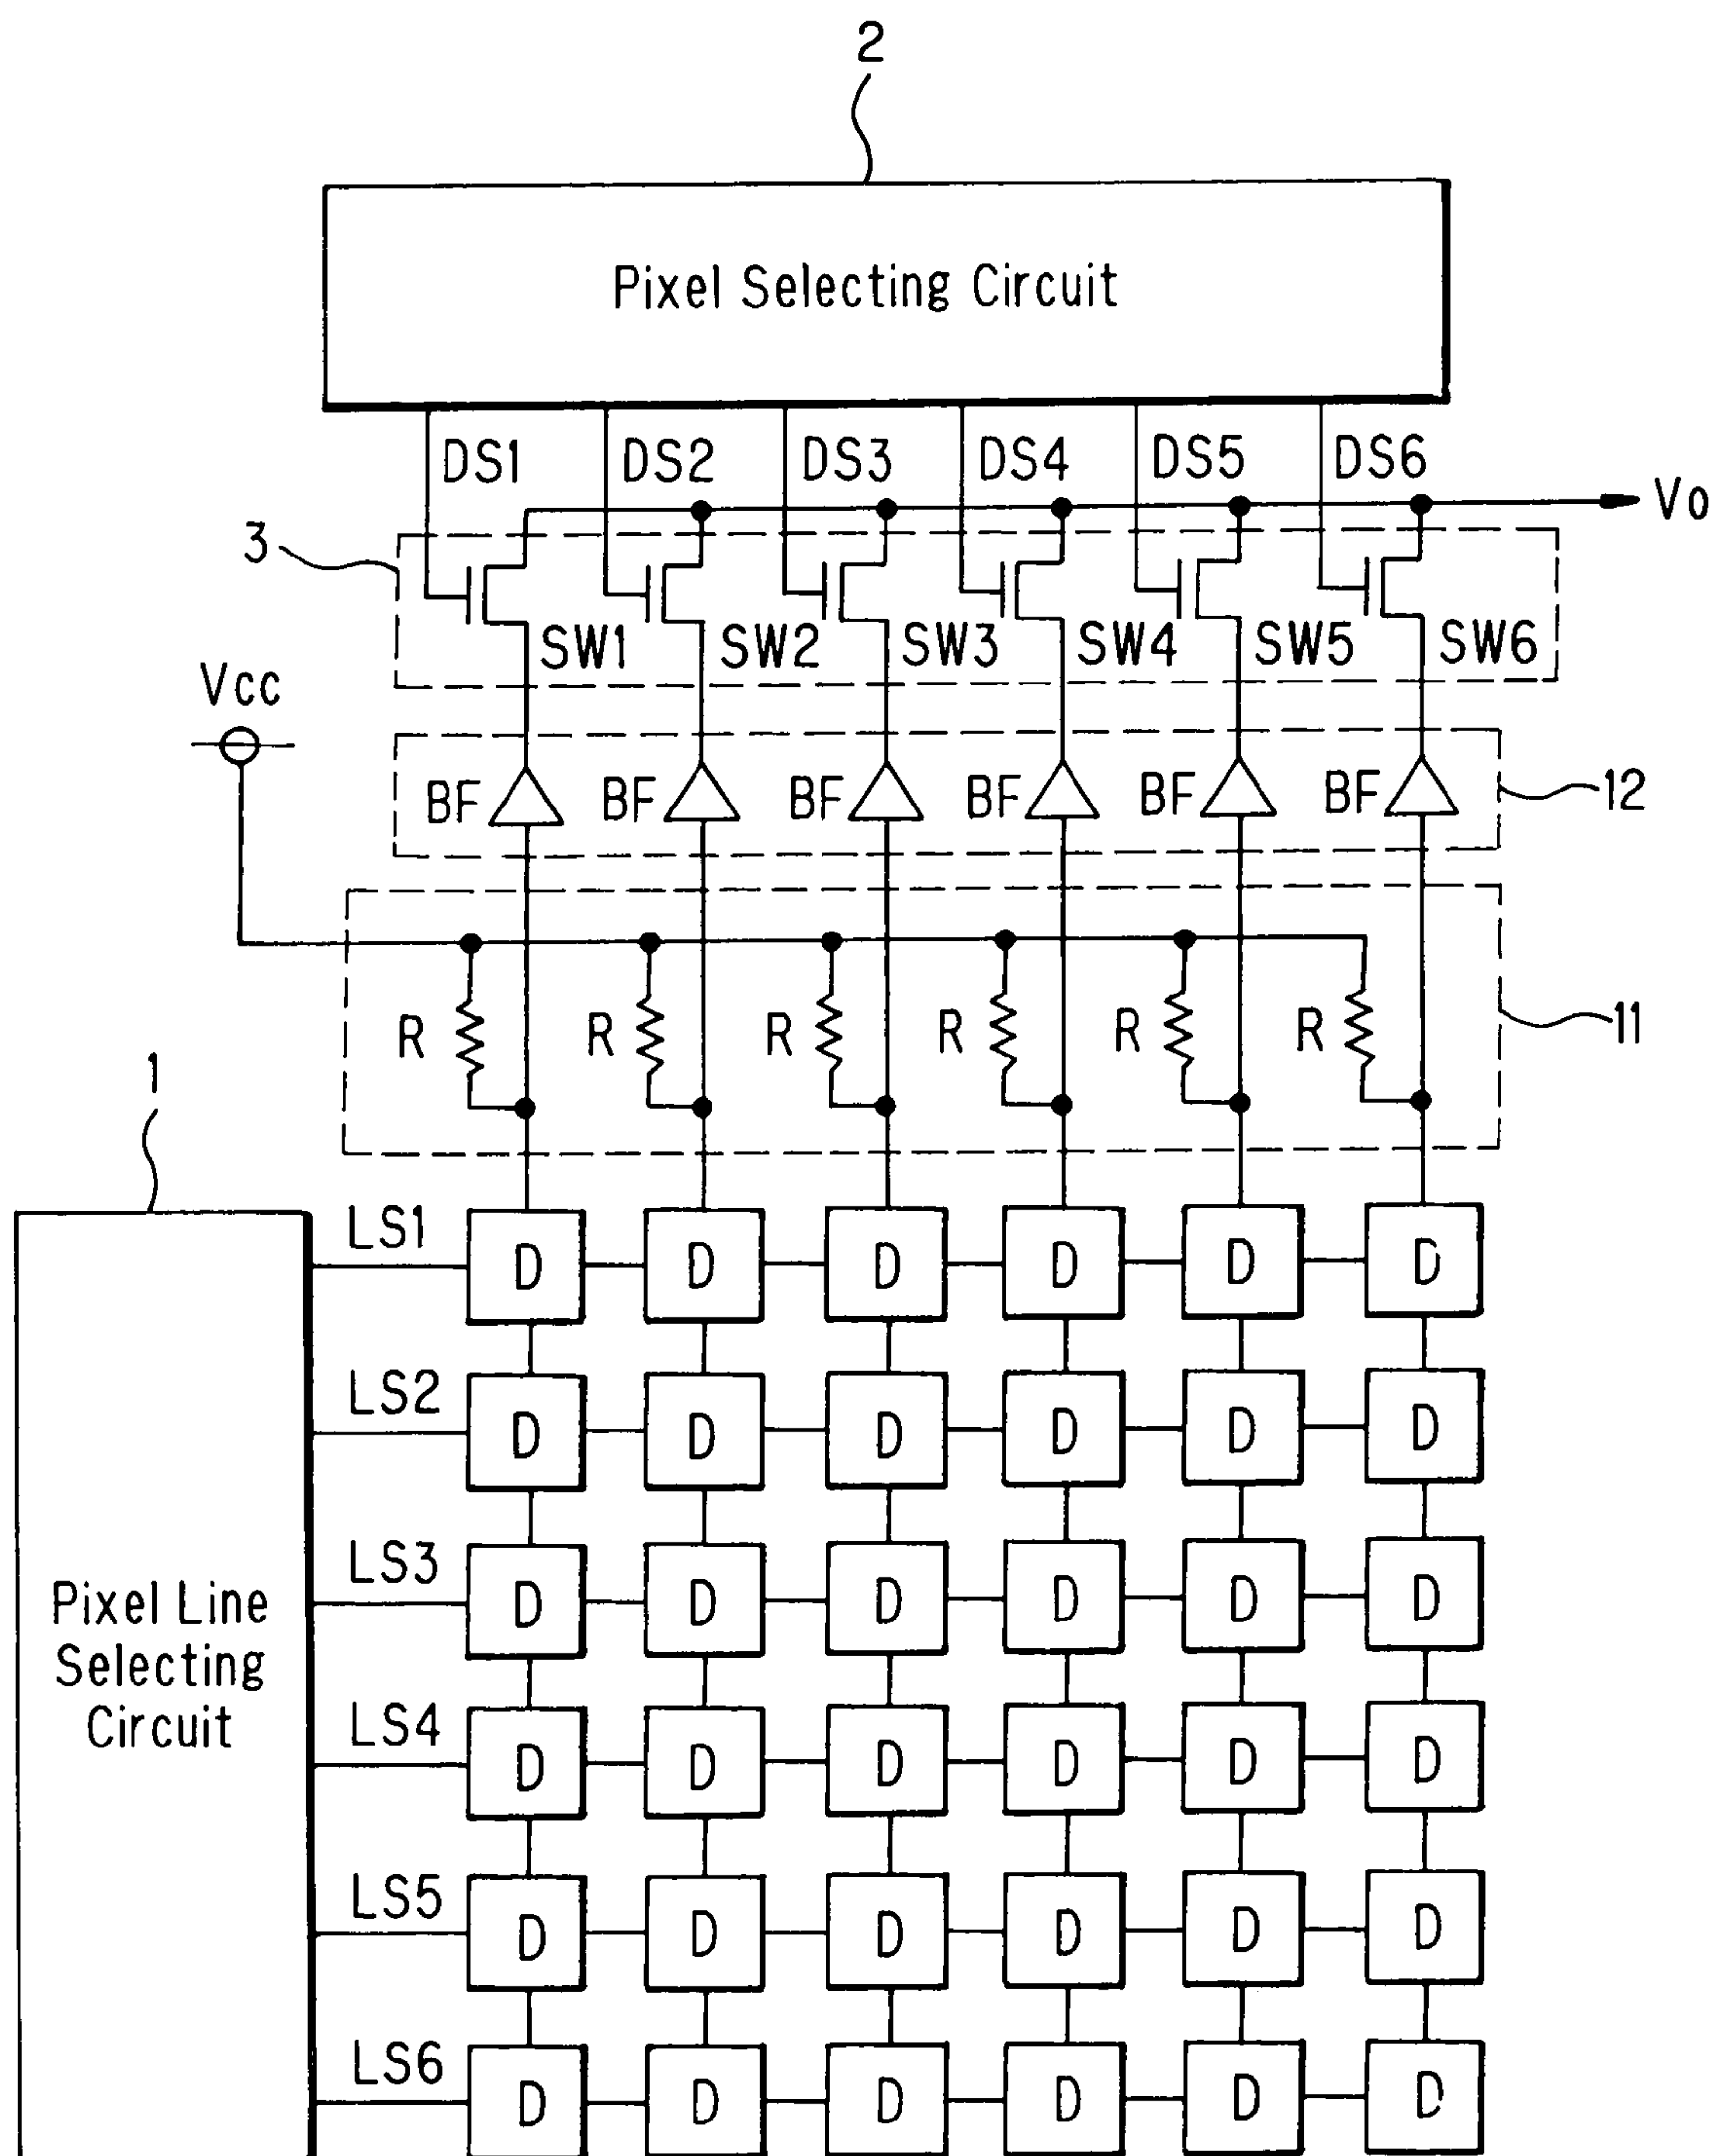 2
Pixel Selecting Circuit
DS1 DS2 DS3 DS4 DS5 DS6
Vo
3
SW1 SW2 SW3 SW4 SW5 SW6
Vcc
BF BF BF BF BF BF
12
R R R R R R
11
1
LS1
D D D D D D
LS2
D D D D D D
LS3
D D D D D D
Pixel Line
Selecting
Circuit
LS4
D D D D D D
LS5
D D D D D D
LS6
D D D D D D